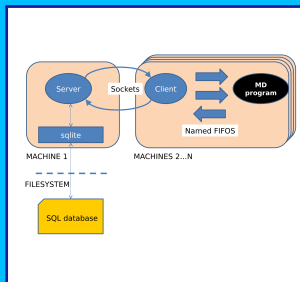 Server
Sockets
Client
MD
program
Named FIFOS
sqlite
MACHINE 1
MACHINES 2...N
FILESYSTEM
SQL database